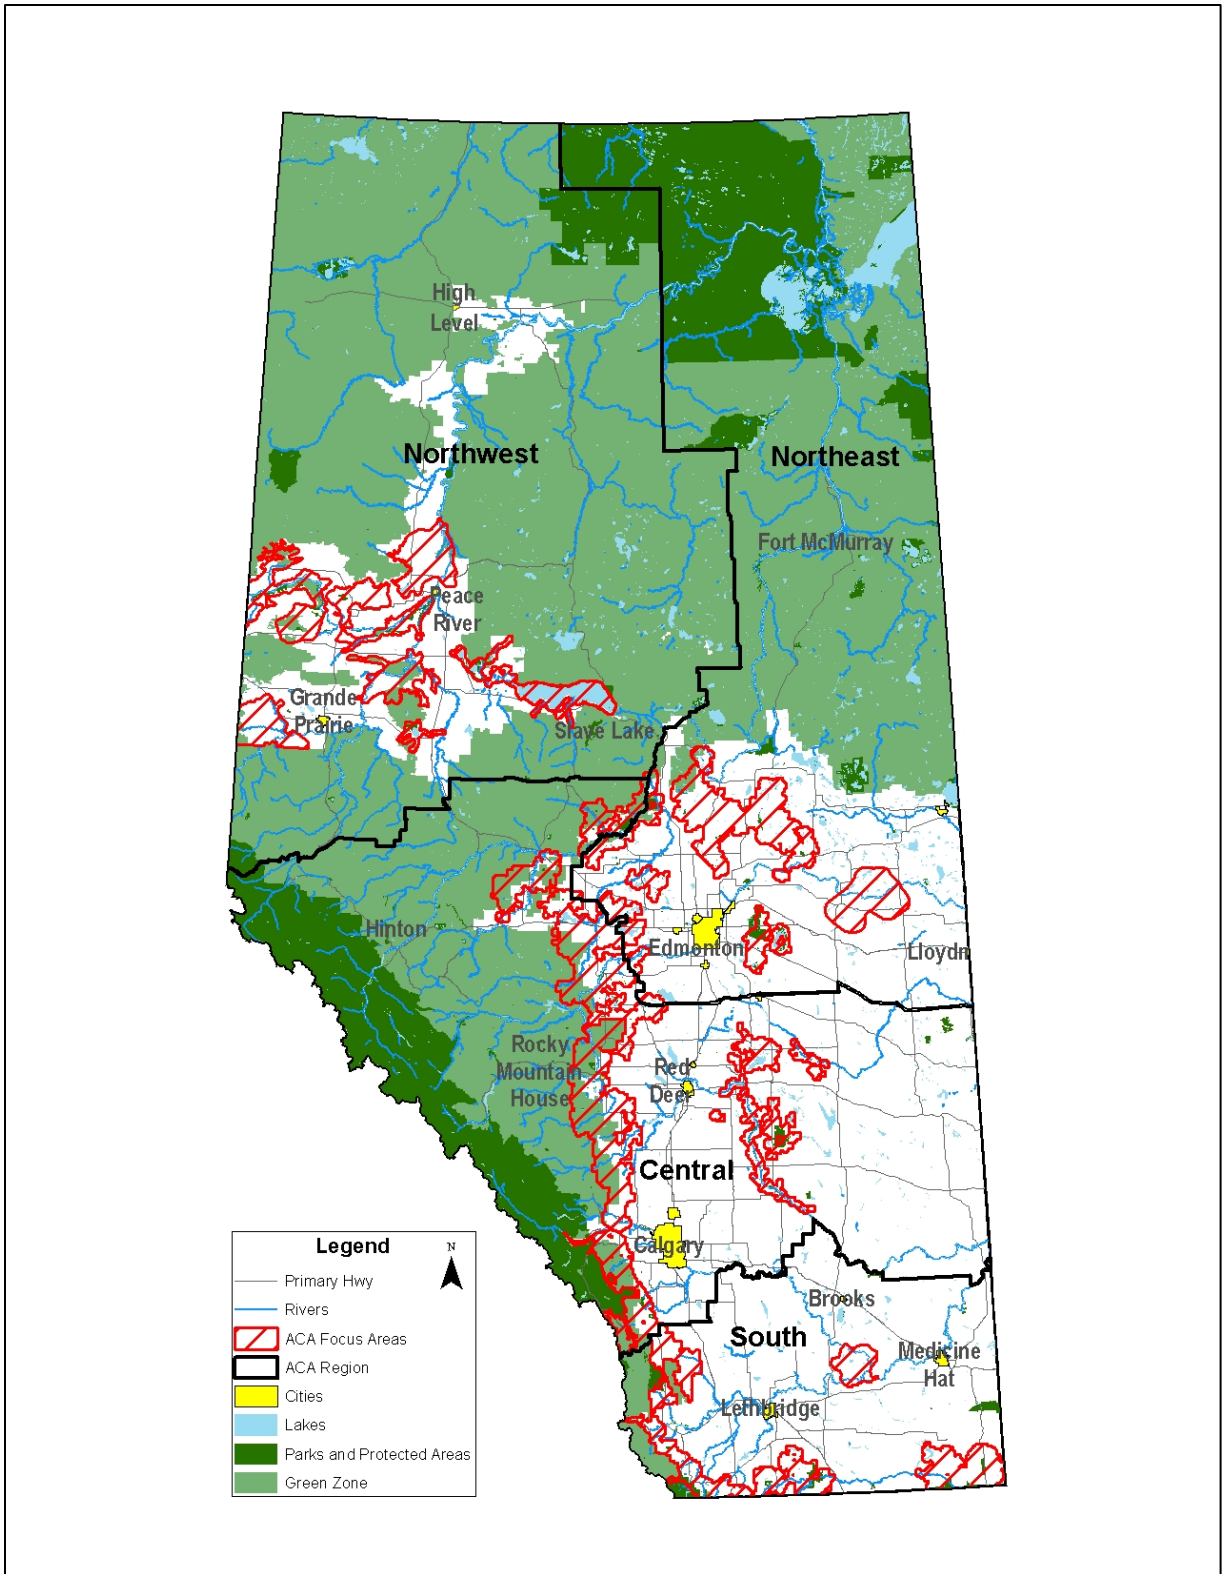 High
Level
Northwest
Northeast
Fort McMurray
Peace
River
Grande
Prairie
Slave Lake
Hinton
Edmonton
Lloydn
Rocky
Mountain
House
Red
Deer
Central
Calgary
Brooks
South
Medicine
Hat
Lethbridge
Legend
N
Primary Hwy
Rivers
ACA Focus Areas
ACA Region
Cities
Lakes
Parks and Protected Areas
Green Zone